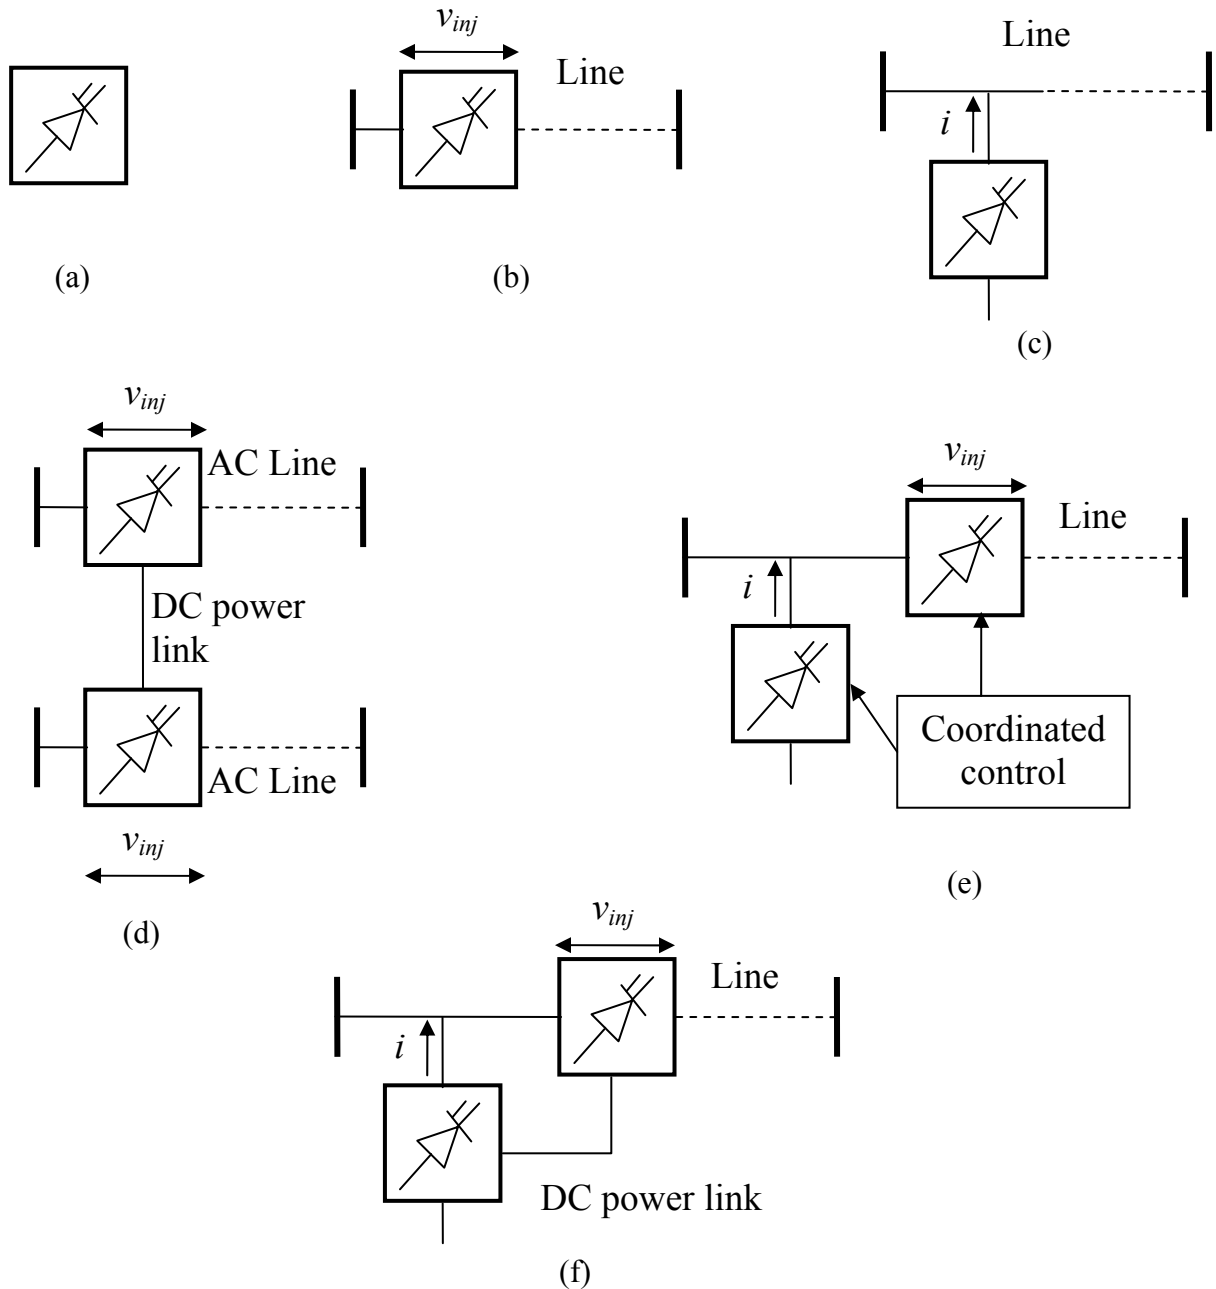 v_inj
Line
(a)
(b)
Line
i
(c)
v_inj
AC Line
DC power
link
AC Line
v_inj
(d)
v_inj
Line
i
Coordinated
control
(e)
v_inj
Line
i
DC power link
(f)